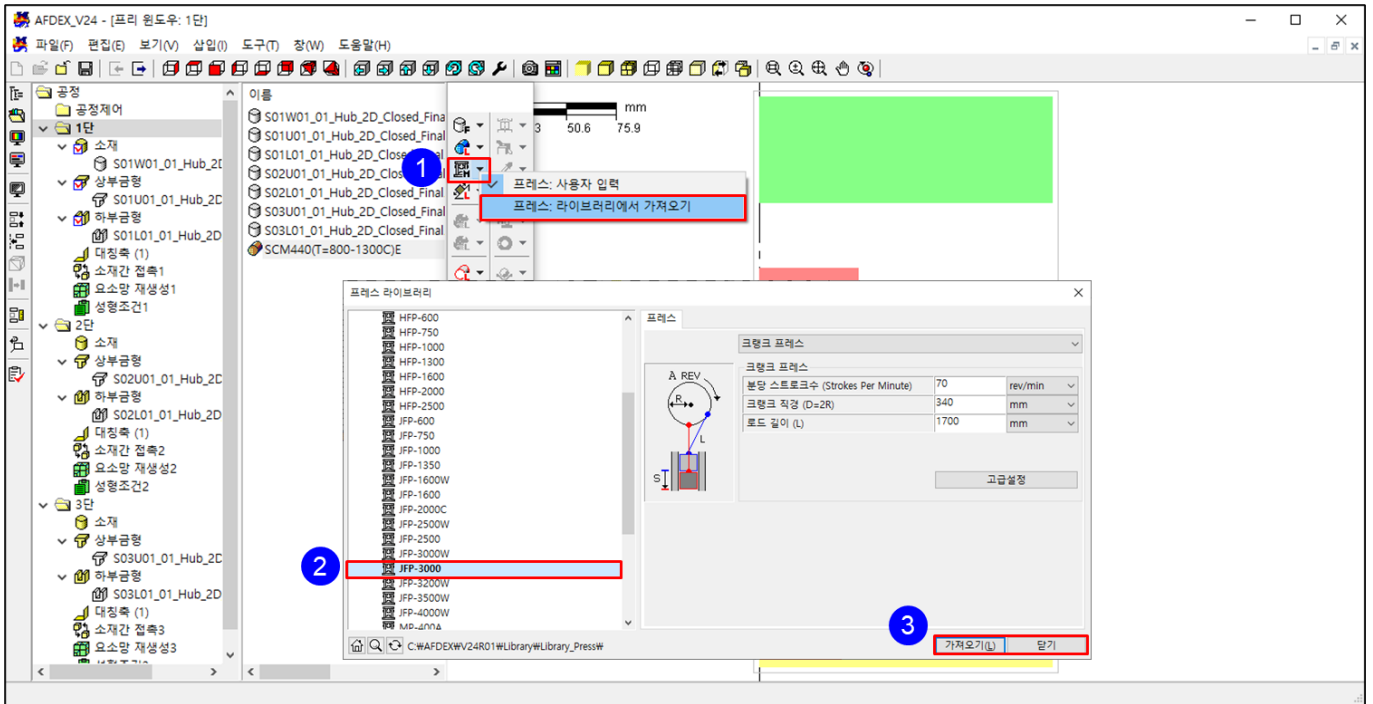 AFDEX_V24 - [프리 윈도우: 1단]
파일(F) 편집(E) 보기(V) 삽입(I) 도구(T) 창(W) 도움말(H)
공정
공정제어
1단
소재
S01W01_01_Hub_2D
상부금형
S01U01_01_Hub_2D
하부금형
S01L01_01_Hub_2D
대칭축 (1)
소재간 접촉1
요소망 재생성1
성형조건1
2단
소재
상부금형
S02U01_01_Hub_2D
하부금형
S02L01_01_Hub_2D
대칭축 (1)
소재간 접촉2
요소망 재생성2
성형조건2
3단
소재
상부금형
S03U01_01_Hub_2D
하부금형
S03L01_01_Hub_2D
대칭축 (1)
소재간 접촉3
요소망 재생성3
이름
S01W01_01_Hub_2D_Closed_Fina
S01U01_01_Hub_2D_Closed_Final
S01L01_01_Hub_2D_Close
S02U01_01_Hub_2D_Closed
S02L01_01_Hub_2D_Closed_Final
S03U01_01_Hub_2D_Closed_Final
S03L01_01_Hub_2D_Closed_Final
SCM440(T=800-1300C)E
mm
3 50.6 75.9
1
프레스: 사용자 입력
프레스: 라이브러리에서 가져오기
프레스 라이브러리
HFP-600
HFP-750
HFP-1000
HFP-1300
HFP-1600
HFP-2000
HFP-2500
JFP-600
JFP-750
JFP-1000
JFP-1350
JFP-1600W
JFP-1600
JFP-2000C
JFP-2500W
JFP-2500
JFP-3000W
2
JFP-3000
JFP-3200W
JFP-3500W
JFP-4000W
MP-400A
C:₩AFDEX₩V24R01₩Library₩Library_Press₩
프레스
크랭크 프레스
A REV
R
L
S
크랭크 프레스
분당 스트로크수 (Strokes Per Minute) 70 rev/min
크랭크 직경 (D=2R) 340 mm
로드 길이 (L) 1700 mm
고급설정
3
가져오기(L) 닫기